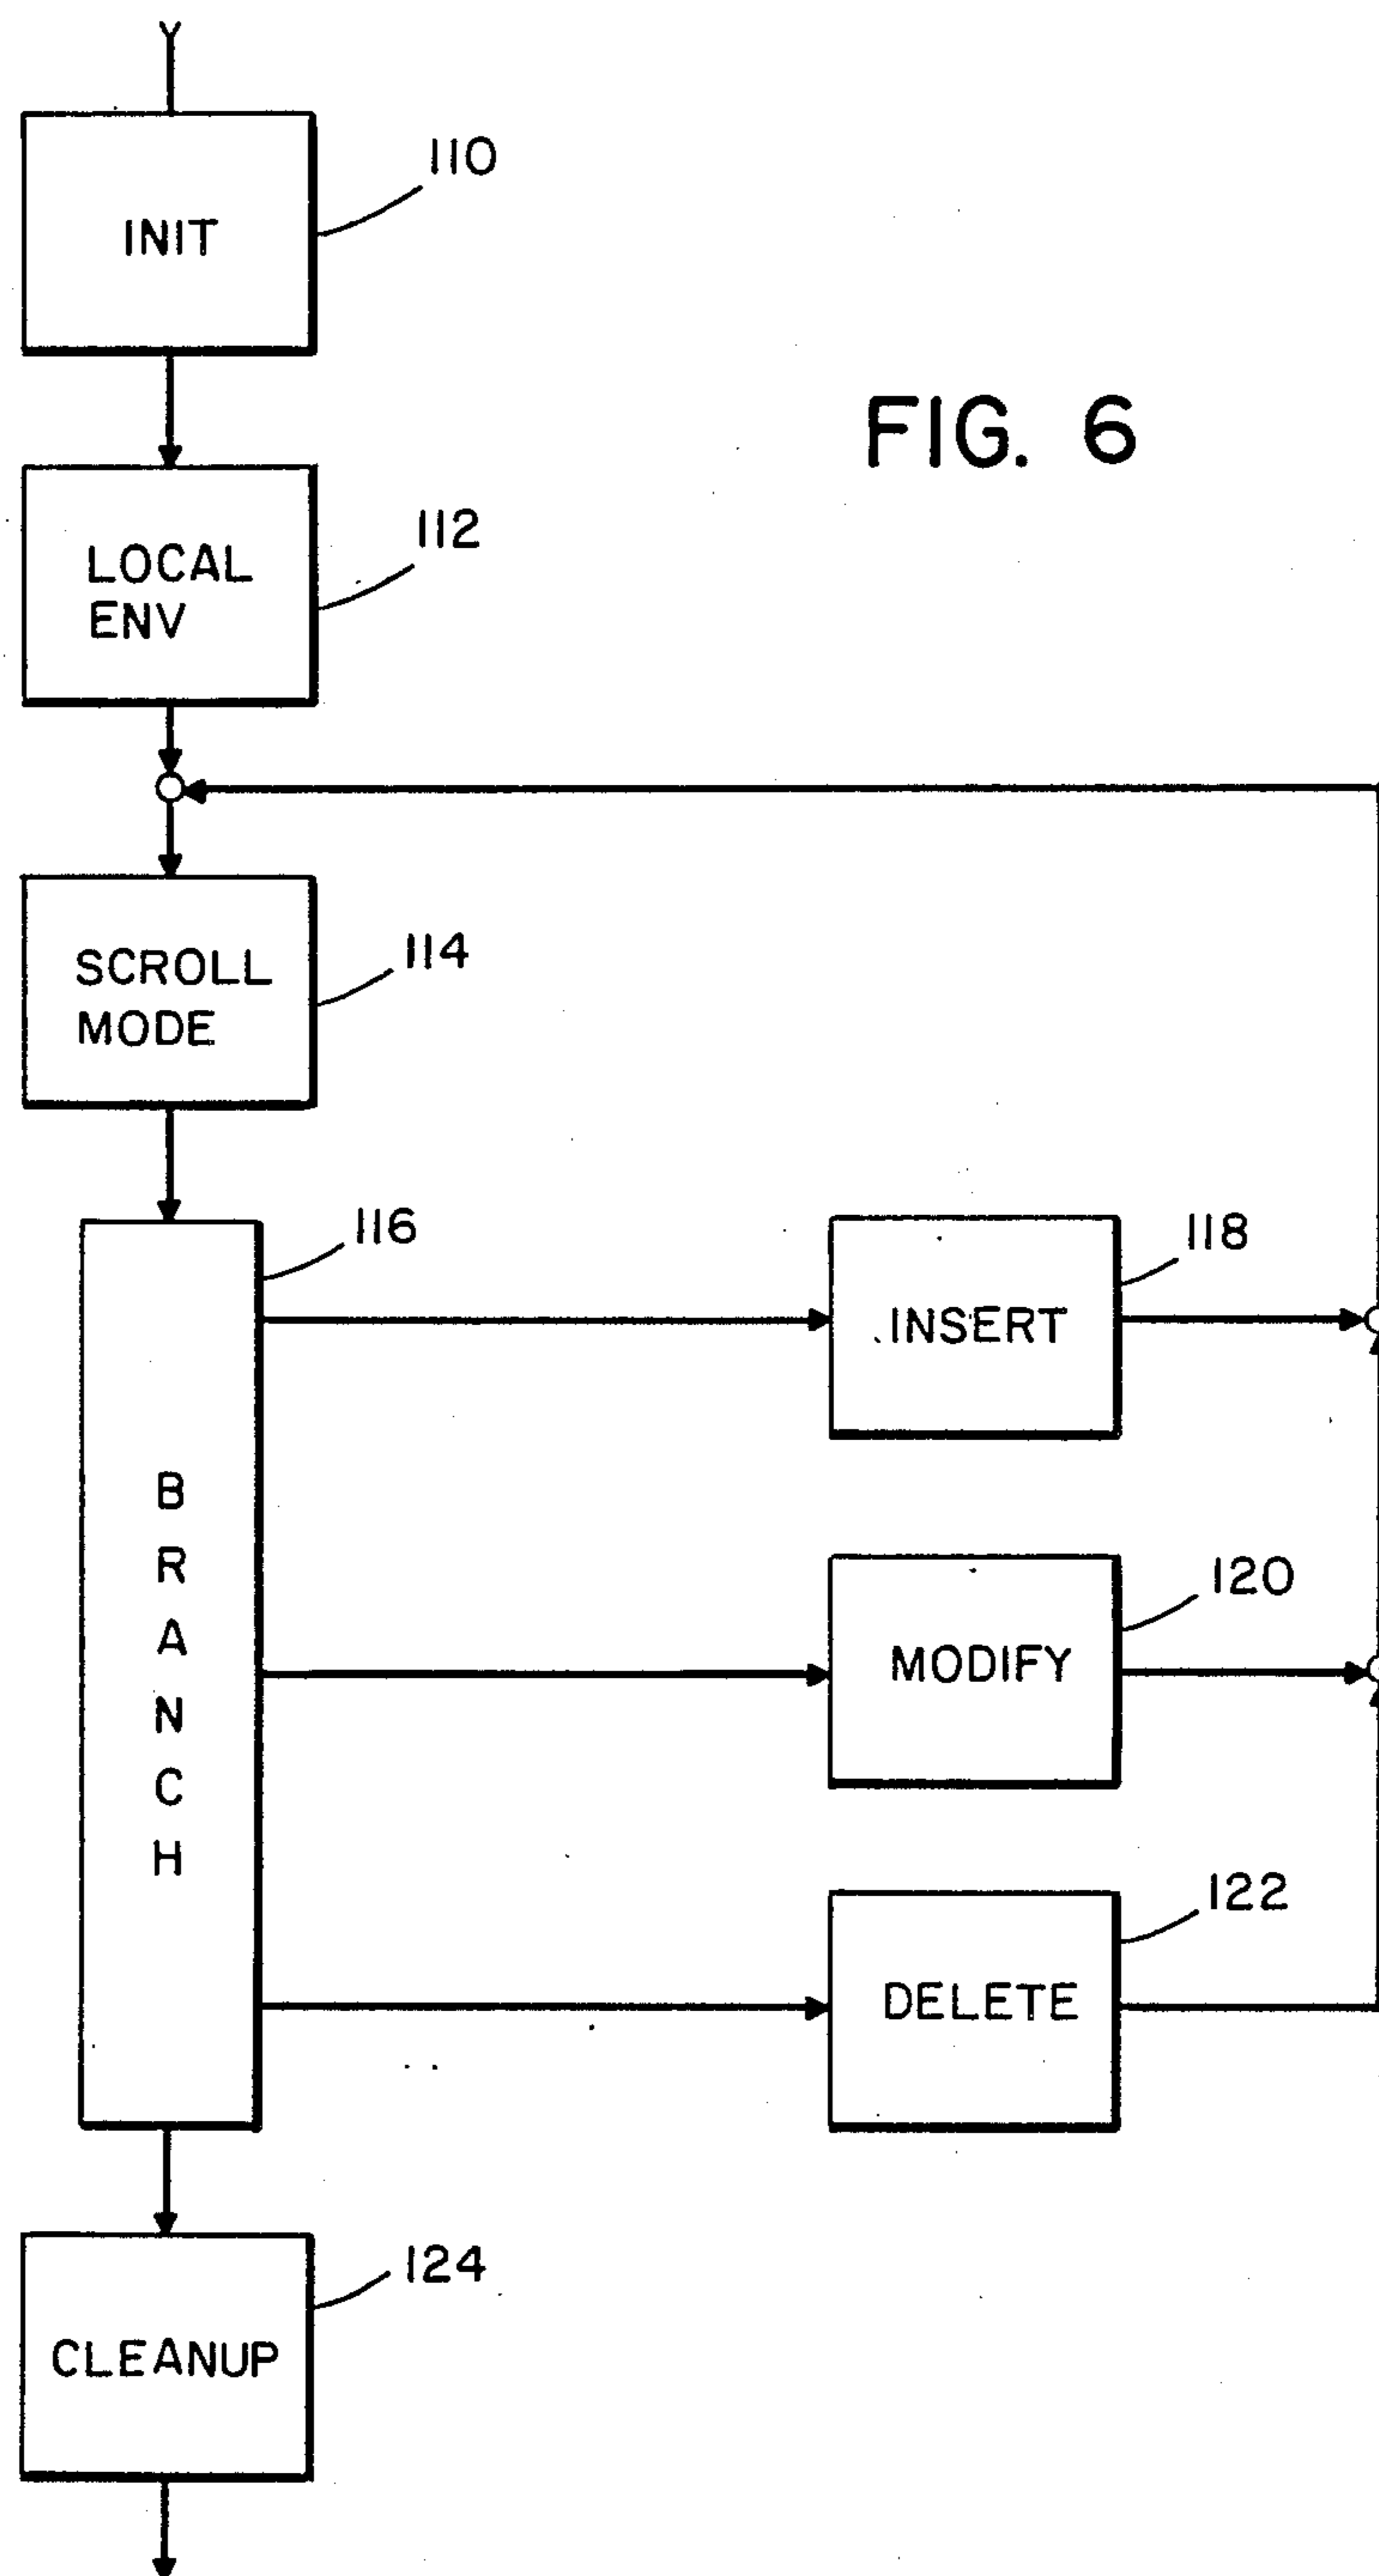 110
INIT
FIG. 6
112
LOCAL
ENV
114
SCROLL
MODE
116
118
INSERT
BRANCH
120
MODIFY
122
DELETE
124
CLEANUP